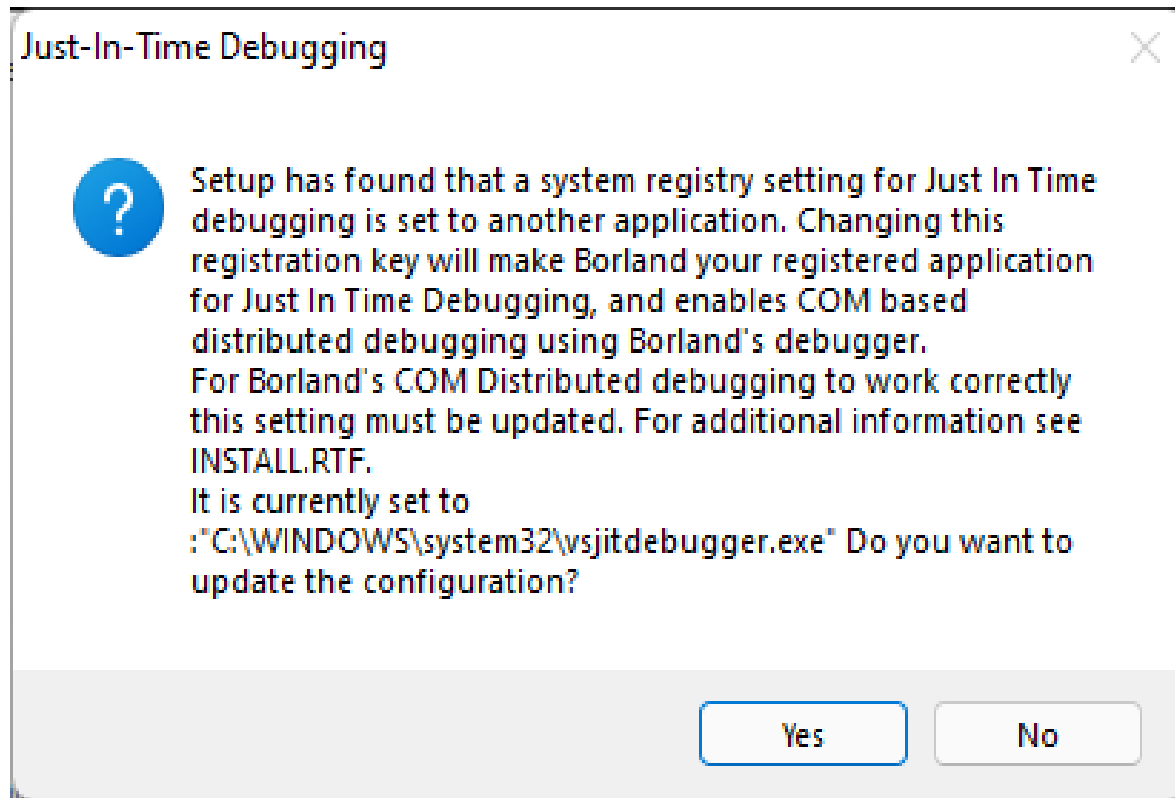 Just-In-Time Debugging
Setup has found that a system registry setting for Just In Time
debugging is set to another application. Changing this
registration key will make Borland your registered application
for Just In Time Debugging, and enables COM based
distributed debugging using Borland's debugger.
For Borland's COM Distributed debugging to work correctly
this setting must be updated. For additional information see
INSTALL.RTF.
It is currently set to
:"C:\WINDOWS\system32\vsjitdebugger.exe" Do you want to
update the configuration?
Yes No